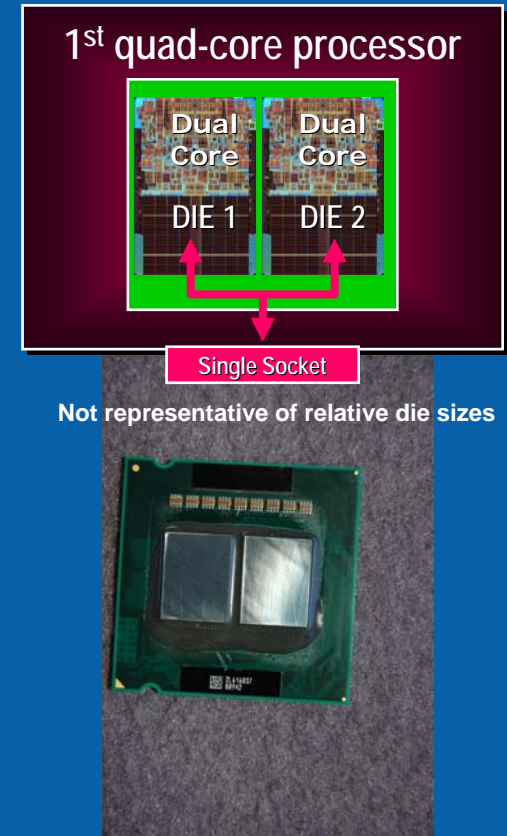 1st quad-core processor
Dual Dual
Core Core
DIE 1 DIE 2
Single Socket
Not representative of relative die sizes